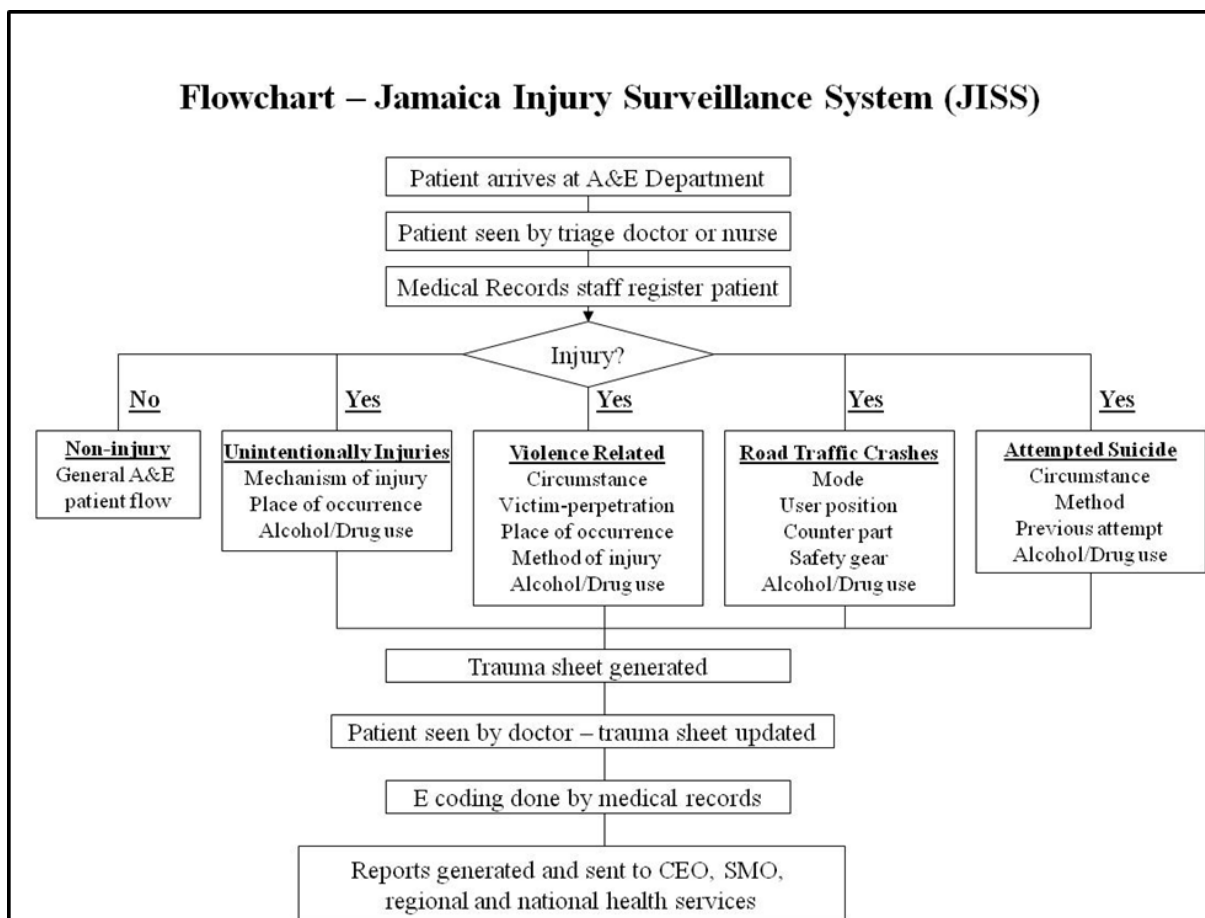 Flowchart – Jamaica Injury Surveillance System (JISS)
Patient arrives at A&E Department
Patient seen by triage doctor or nurse
Medical Records staff register patient
Injury?
No
Yes
Yes
Yes
Yes
Non-injury
General A&E
patient flow
Unintentionally Injuries
Mechanism of injury
Place of occurrence
Alcohol/Drug use
Violence Related
Circumstance
Victim-perpetration
Place of occurrence
Method of injury
Alcohol/Drug use
Road Traffic Crashes
Mode
User position
Counter part
Safety gear
Alcohol/Drug use
Attempted Suicide
Circumstance
Method
Previous attempt
Alcohol/Drug use
Trauma sheet generated
Patient seen by doctor – trauma sheet updated
E coding done by medical records
Reports generated and sent to CEO, SMO,
regional and national health services